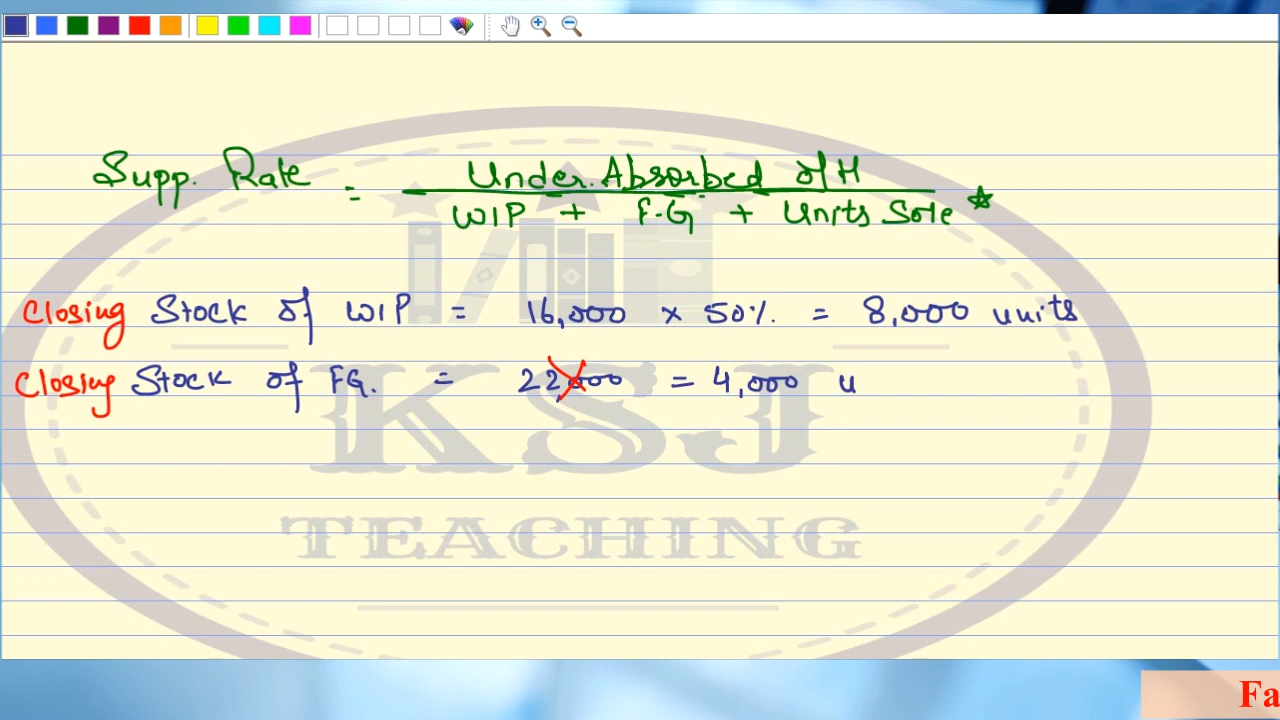 Supp. Rate = Under.Absorbed o/H
WIP + F.G + Units Sole *
Closing Stock of WIP = 16,000 x 50% = 8,000 units
Closing Stock of FG. = 22,000 = 4,000 u
KSJ
TEACHING
Fa